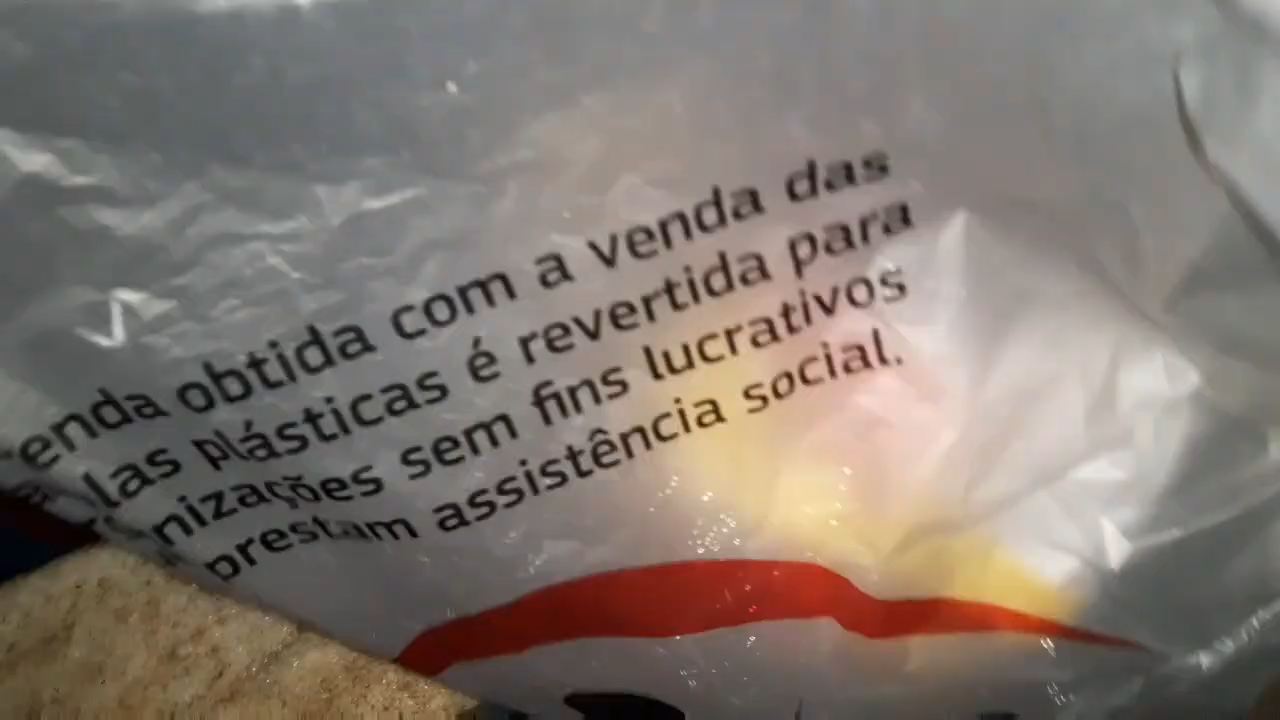 enda obtida com a venda das
las plásticas é revertida para
nizações sem fins lucrativos
prestam assistência social.